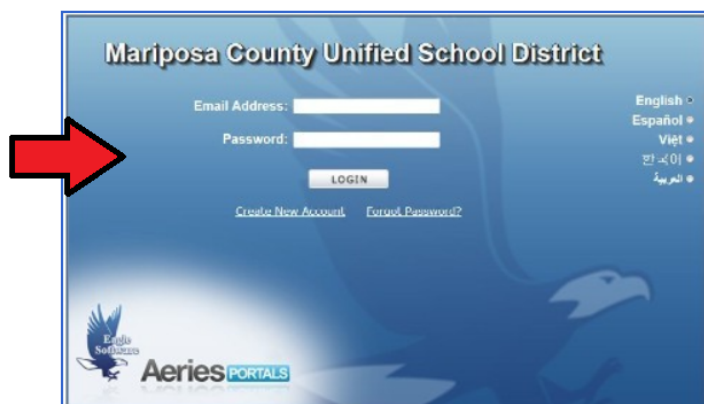 Mariposa County Unified School District
Email Address:
Password:
LOGIN
Create New Account Forgot Password?
English
Español
Việt
한국어
العربية
Eagle
Software
Aeries PORTALS